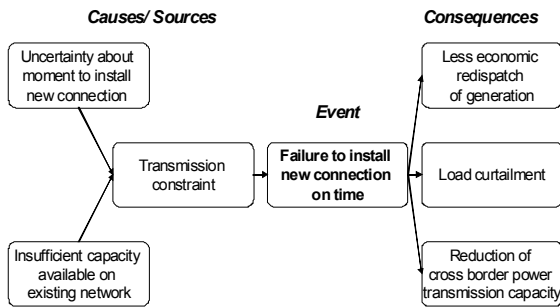 Causes/ Sources
Consequences
Uncertainty about
moment to install
new connection
Less economic
redispatch
of generation
Event
Transmission
constraint
Failure to install
new connection
on time
Load curtailment
Insufficient capacity
available on
existing network
Reduction of
cross border power
transmission capacity